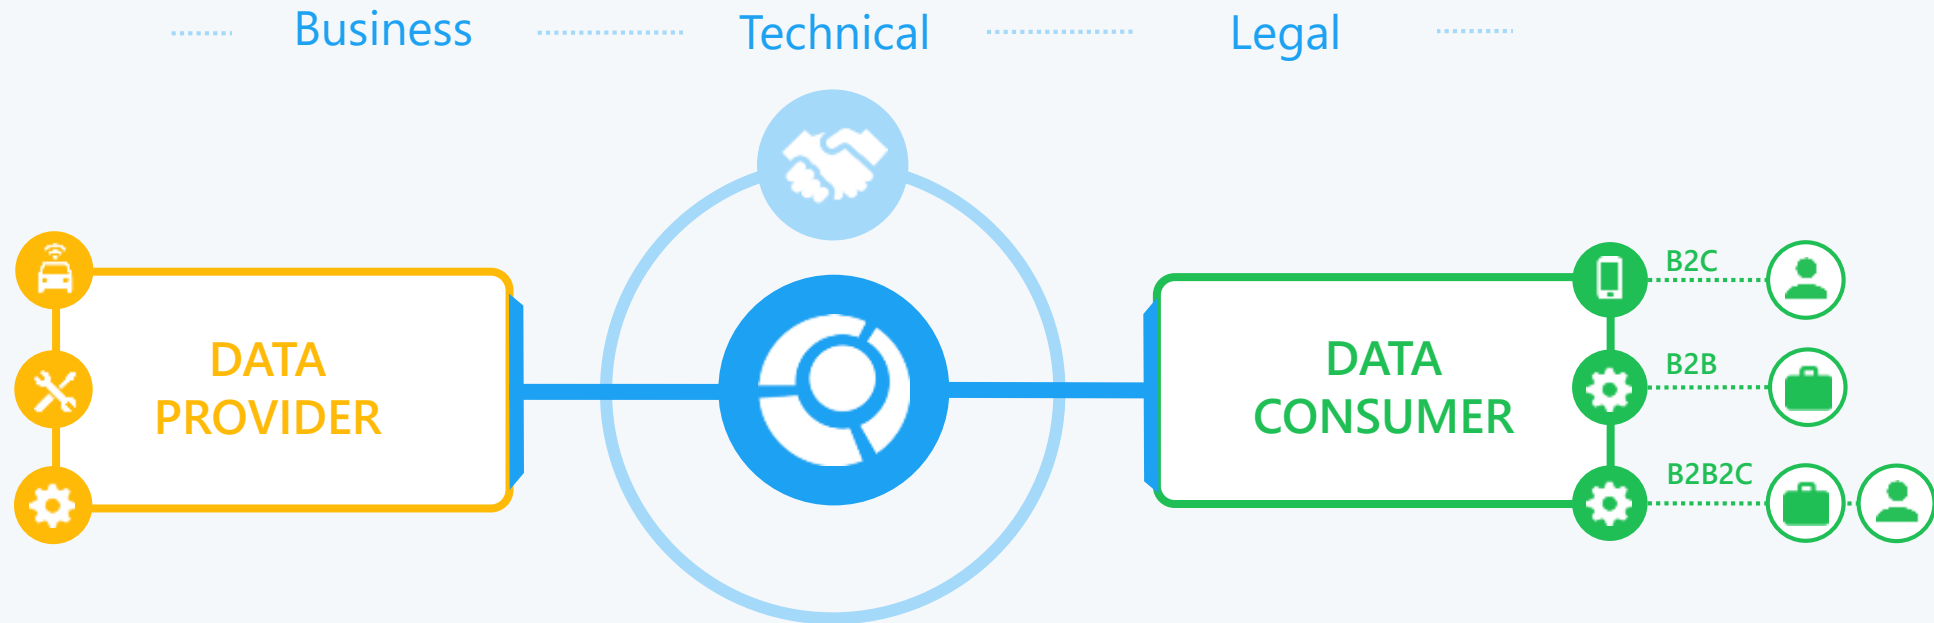 Business
Technical
Legal
DATA
PROVIDER
DATA
CONSUMER
B2C
B2B
B2B2C